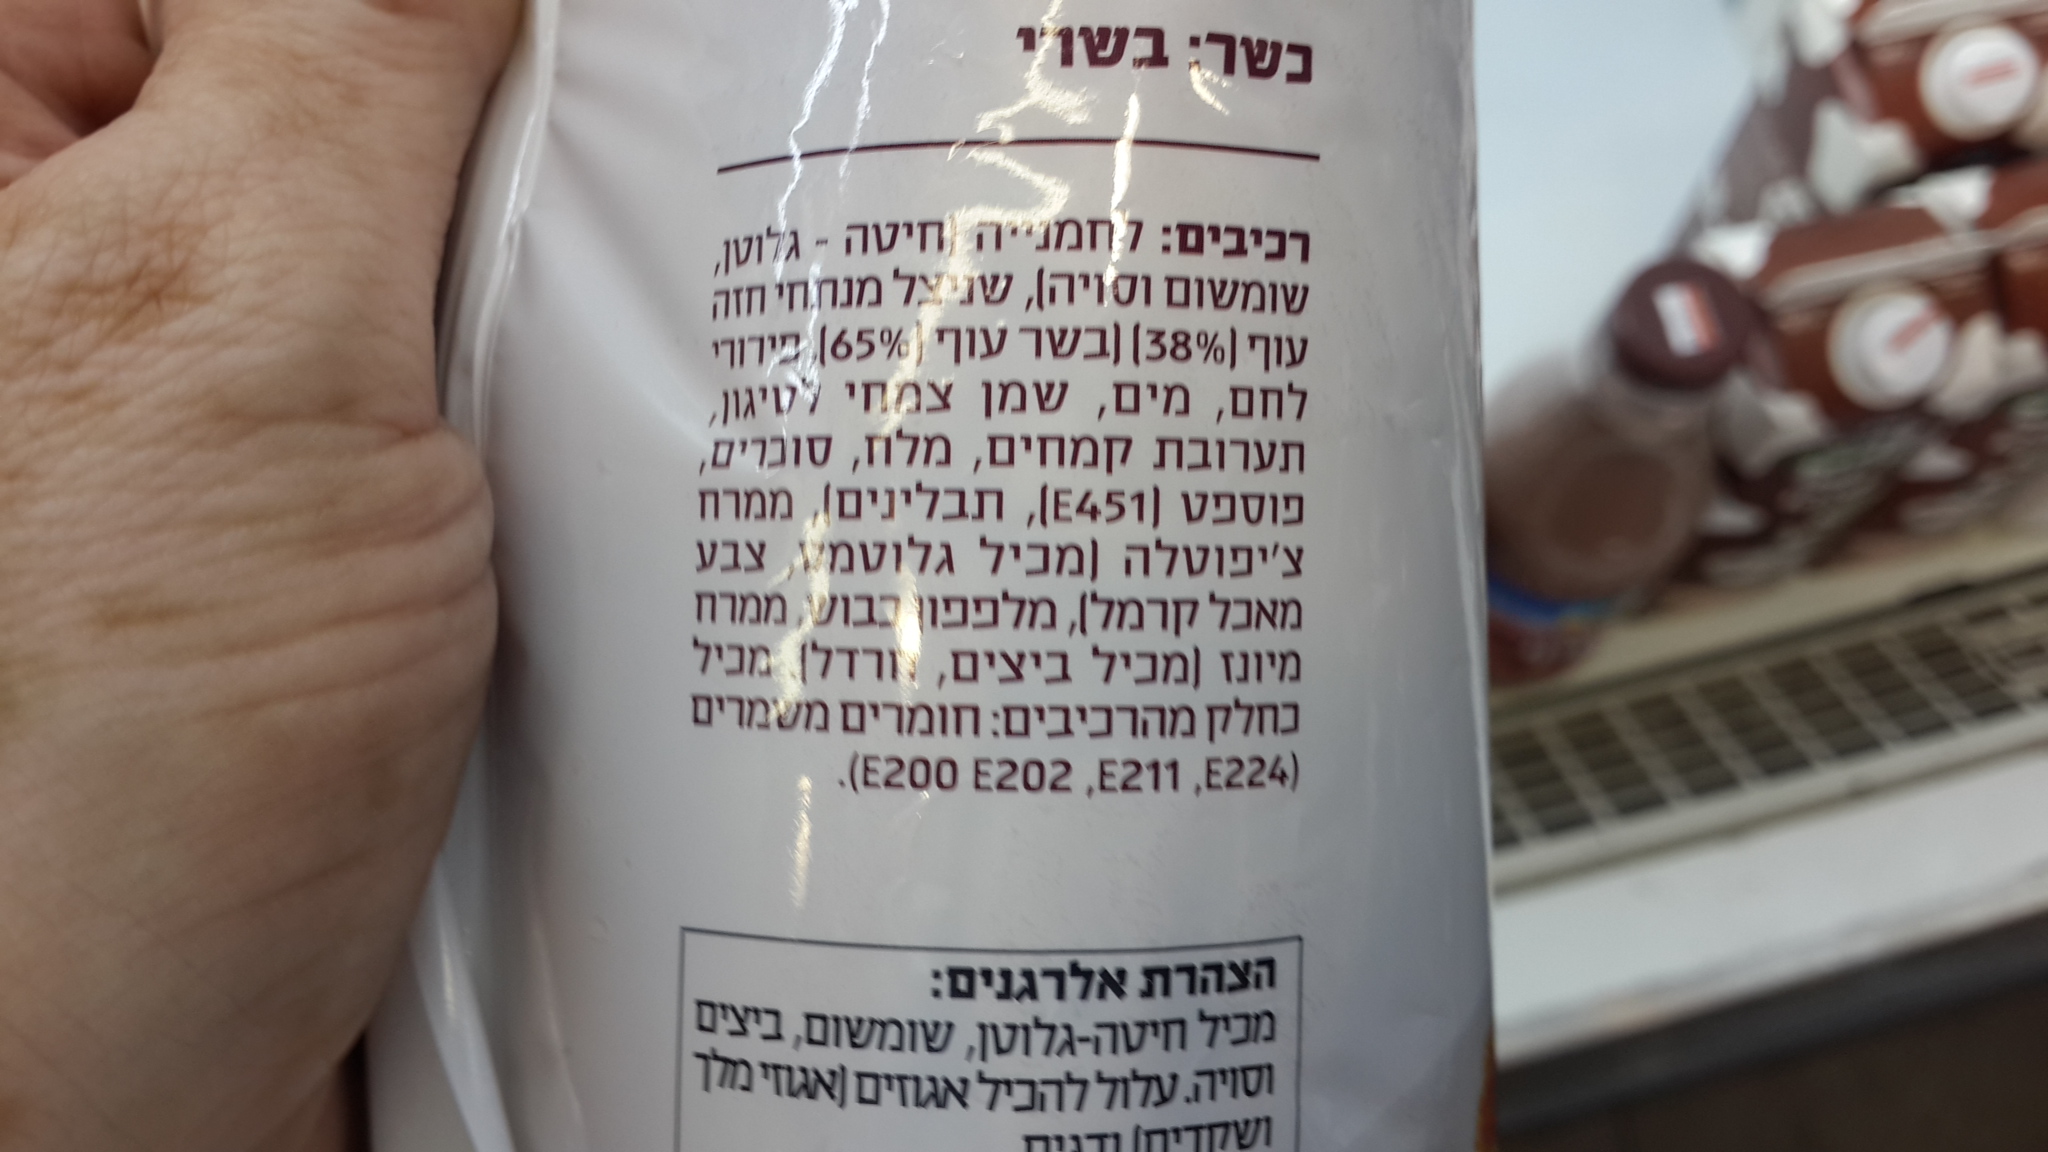 כשר: בשרי
רכיבים: לחמנייה (חיטה - גלוטן,
שומשום וסויה), שניצל מנתחי חזה
עוף (38%) (בשר עוף (65%), פירורי
לחם, מים, שמן צמחי לטיגון,
תערובת קמחים, מלח, סוכרים,
פוספט (E451), תבלינים), ממרח
צ'יפוטלה (מכיל גלוטמט, צבע
מאכל קרמל), מלפפון כבוש, ממרח
מיונז (מכיל ביצים, חרדל). מכיל
כחלק מהרכיבים: חומרים משמרים
(E200 E202 ,E211 ,E224).
הצהרת אלרגנים:
מכיל חיטה-גלוטן, שומשום, ביצים
וסויה. עלול להכיל אגוזים (אגוזי מלך
ושקדים) ודגים